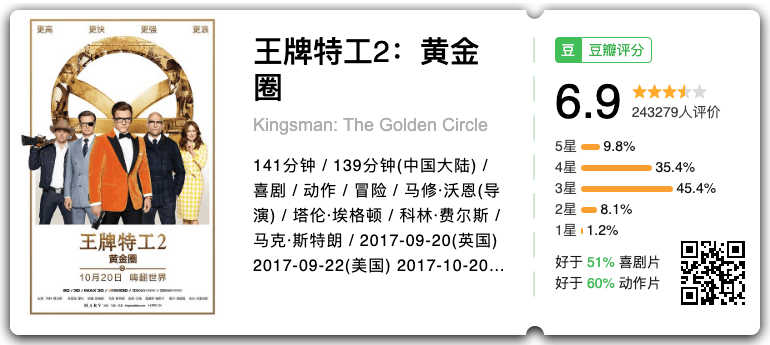 更高 更快 更强 更浪
王牌特工2
黄金圈
10月20日 嗨翻世界
MARV
王牌特工2：黄金
圈
Kingsman: The Golden Circle
141分钟 / 139分钟(中国大陆) /
喜剧 / 动作 / 冒险 / 马修·沃恩(导
演) / 塔伦·埃格顿 / 科林·费尔斯 /
马克·斯特朗 / 2017-09-20(英国)
2017-09-22(美国) 2017-10-20...
豆 豆瓣评分
6.9
243279人评价
5星 9.8%
4星 35.4%
3星 45.4%
2星 8.1%
1星 1.2%
好于 51% 喜剧片
好于 60% 动作片